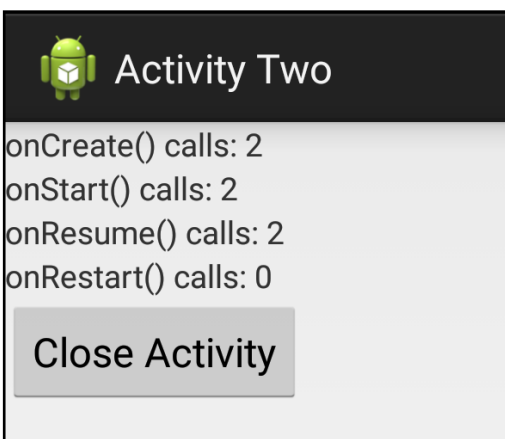 Activity Two
onCreate() calls: 2
onStart() calls: 2
onResume() calls: 2
onRestart() calls: 0
Close Activity